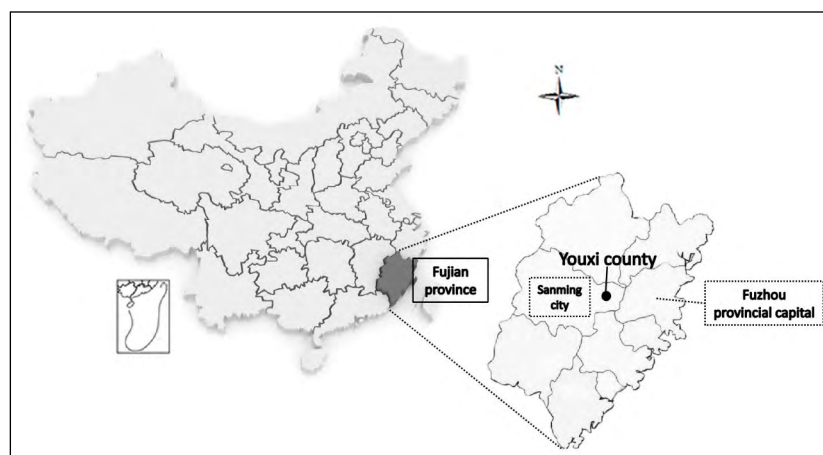 N
Fujian
province
Youxi county
Sanming
city
Fuzhou
provincial capital